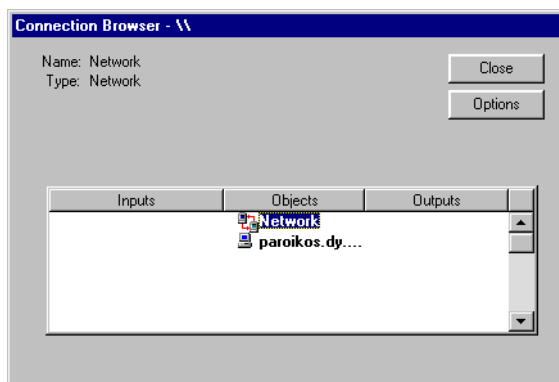 Connection Browser - \\
Name: Network
Type: Network
Close
Options
Inputs Objects Outputs
Network
paroikos.dy....